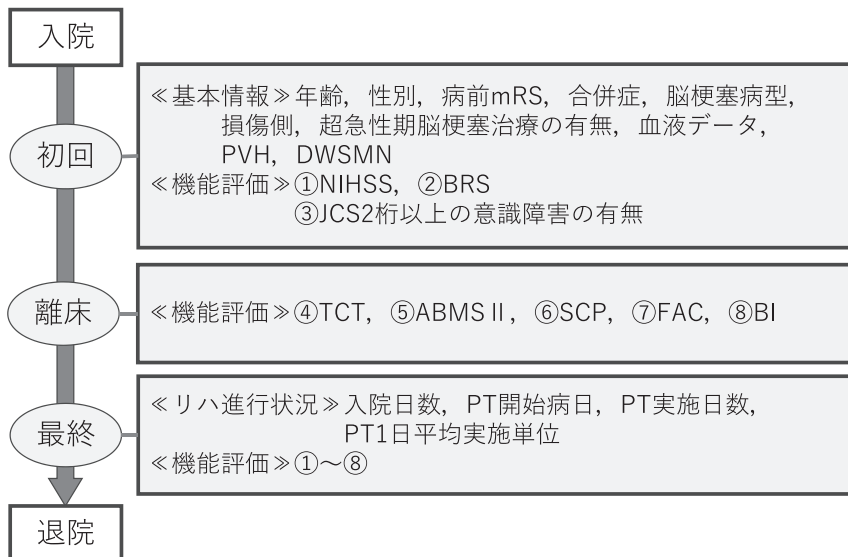 入院
初回
≪基本情報≫年齢，性別，病前mRS，合併症，脳梗塞病型，
損傷側，超急性期脳梗塞治療の有無，血液データ，
PVH，DWSMN
≪機能評価≫①NIHSS，②BRS
③JCS2桁以上の意識障害の有無
離床
≪機能評価≫④TCT，⑤ABMSⅡ，⑥SCP，⑦FAC，⑧BI
最終
≪リハ進行状況≫入院日数，PT開始病日，PT実施日数，
PT1日平均実施単位
≪機能評価≫①～⑧
退院